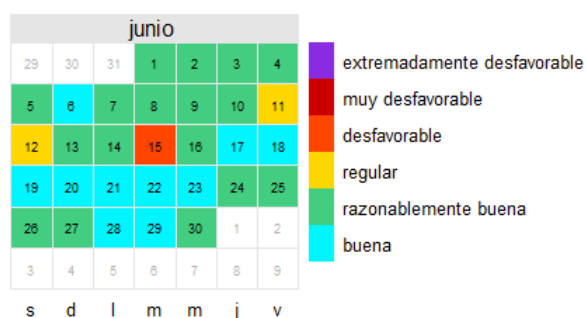 junio
29 30 31 1 2 3 4
5 6 7 8 9 10 11
12 13 14 15 16 17 18
19 20 21 22 23 24 25
26 27 28 29 30 1 2
3 4 5 6 7 8 9
s d l m m j v
extremadamente desfavorable
muy desfavorable
desfavorable
regular
razonablemente buena
buena